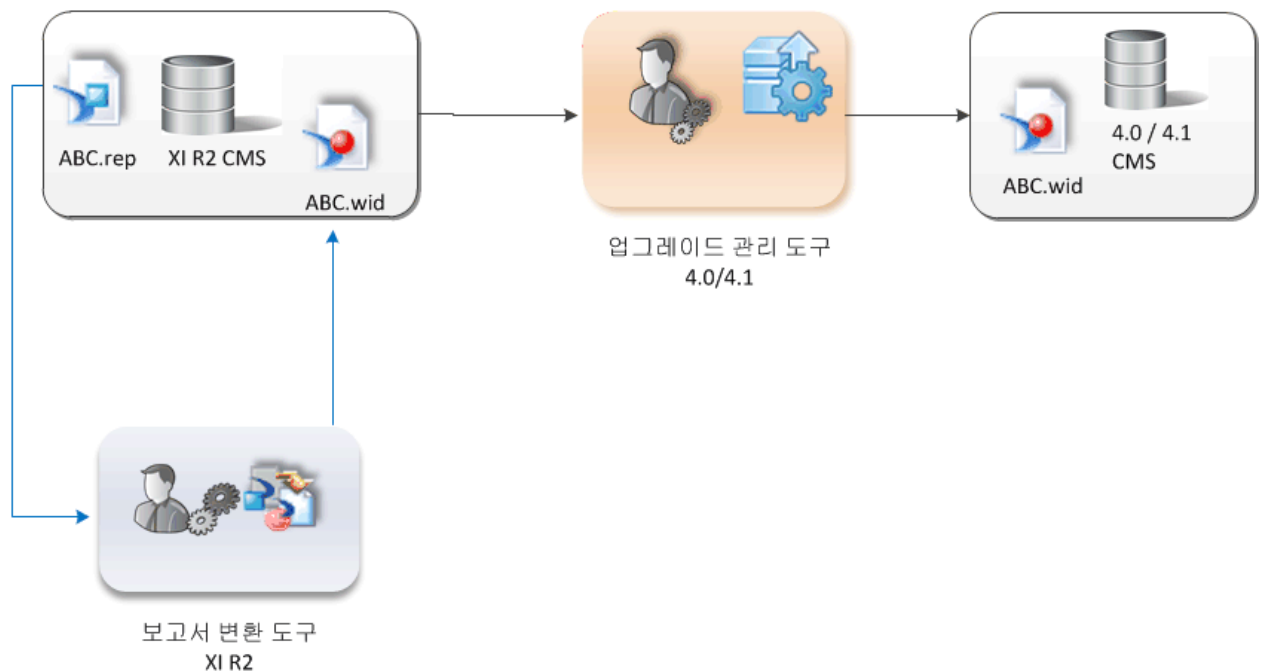 ABC.rep
XI R2 CMS
ABC.wid
업그레이드 관리 도구
4.0/4.1
ABC.wid
4.0 / 4.1
CMS
보고서 변환 도구
XI R2